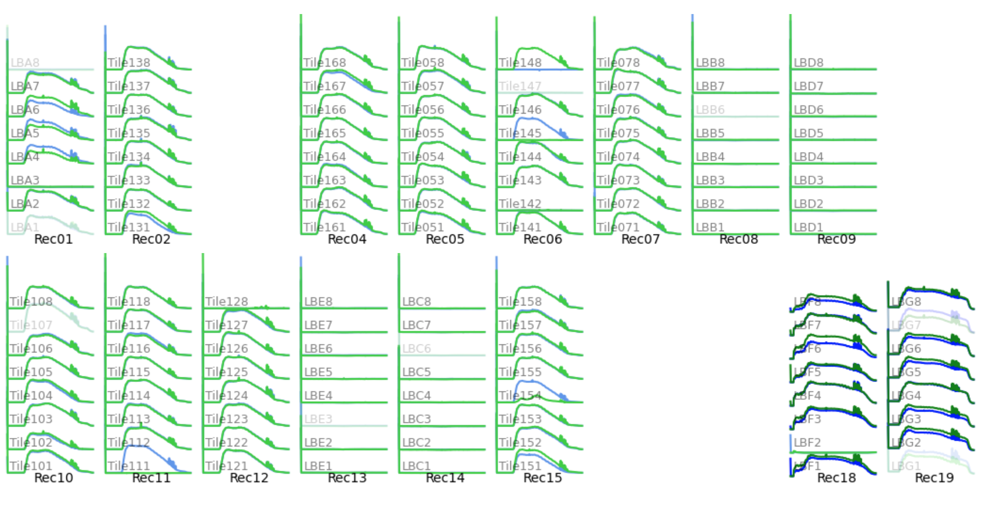 LBA8
LBA7
LBA6
LBA5
LBA4
LBA3
LBA2
LBA1
Rec01
Tile138
Tile137
Tile136
Tile135
Tile134
Tile133
Tile132
Tile131
Rec02
Tile168
Tile167
Tile166
Tile165
Tile164
Tile163
Tile162
Tile161
Rec04
Tile058
Tile057
Tile056
Tile055
Tile054
Tile053
Tile052
Tile051
Rec05
Tile148
Tile147
Tile146
Tile145
Tile144
Tile143
Tile142
Tile141
Rec06
Tile078
Tile077
Tile076
Tile075
Tile074
Tile073
Tile072
Tile071
Rec07
LBB8
LBB7
LBB6
LBB5
LBB4
LBB3
LBB2
LBB1
Rec08
LBD8
LBD7
LBD6
LBD5
LBD4
LBD3
LBD2
LBD1
Rec09
Tile108
Tile107
Tile106
Tile105
Tile104
Tile103
Tile102
Tile101
Rec10
Tile118
Tile117
Tile116
Tile115
Tile114
Tile113
Tile112
Tile111
Rec11
Tile128
Tile127
Tile126
Tile125
Tile124
Tile123
Tile122
Tile121
Rec12
LBE8
LBE7
LBE6
LBE5
LBE4
LBE3
LBE2
LBE1
Rec13
LBC8
LBC7
LBC6
LBC5
LBC4
LBC3
LBC2
LBC1
Rec14
Tile158
Tile157
Tile156
Tile155
Tile154
Tile153
Tile152
Tile151
Rec15
LBF8
LBF7
LBF6
LBF5
LBF4
LBF3
LBF2
LBF1
Rec18
LBG8
LBG7
LBG6
LBG5
LBG4
LBG3
LBG2
LBG1
Rec19